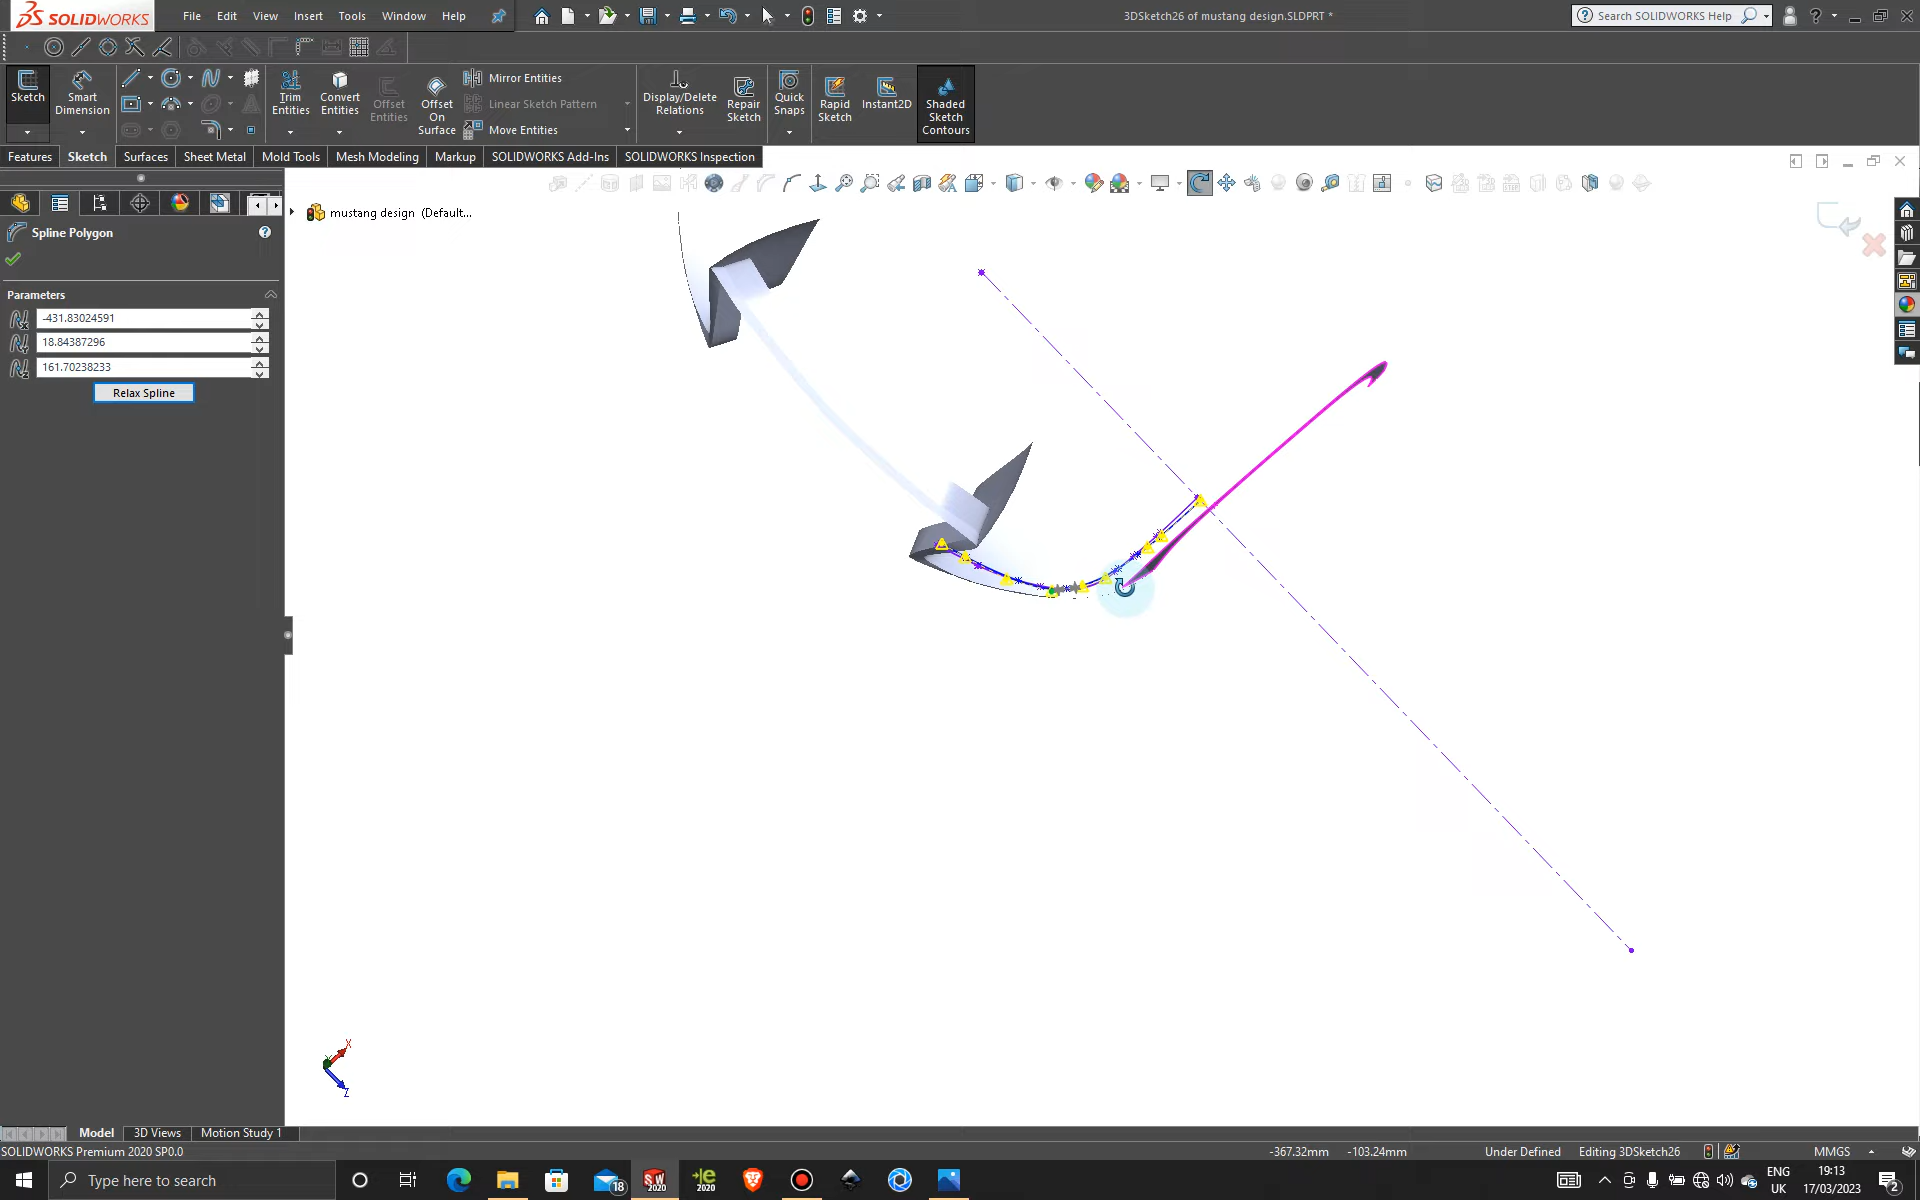 SOLIDWORKS
File Edit View Insert Tools Window Help
3DSketch26 of mustang design.SLDPRT *
Search SOLIDWORKS Help
Sketch
Smart Dimension
Trim Entities
Convert Entities
Offset Entities
Offset On Surface
Mirror Entities
Linear Sketch Pattern
Move Entities
Display/Delete Relations
Repair Sketch
Quick Snaps
Rapid Sketch
Instant2D
Shaded Sketch Contours
Features Sketch Surfaces Sheet Metal Mold Tools Mesh Modeling Markup SOLIDWORKS Add-Ins SOLIDWORKS Inspection
mustang design (Default...
Spline Polygon
Parameters
-431.83024591
18.84387296
161.70238233
Relax Spline
X
Z
Model 3D Views Motion Study 1
SOLIDWORKS Premium 2020 SP0.0
-367.32mm -103.24mm Under Defined Editing 3DSketch26 MMGS
Type here to search
18
SW 2020
e 2020
ENG
UK
19:13
17/03/2023
2